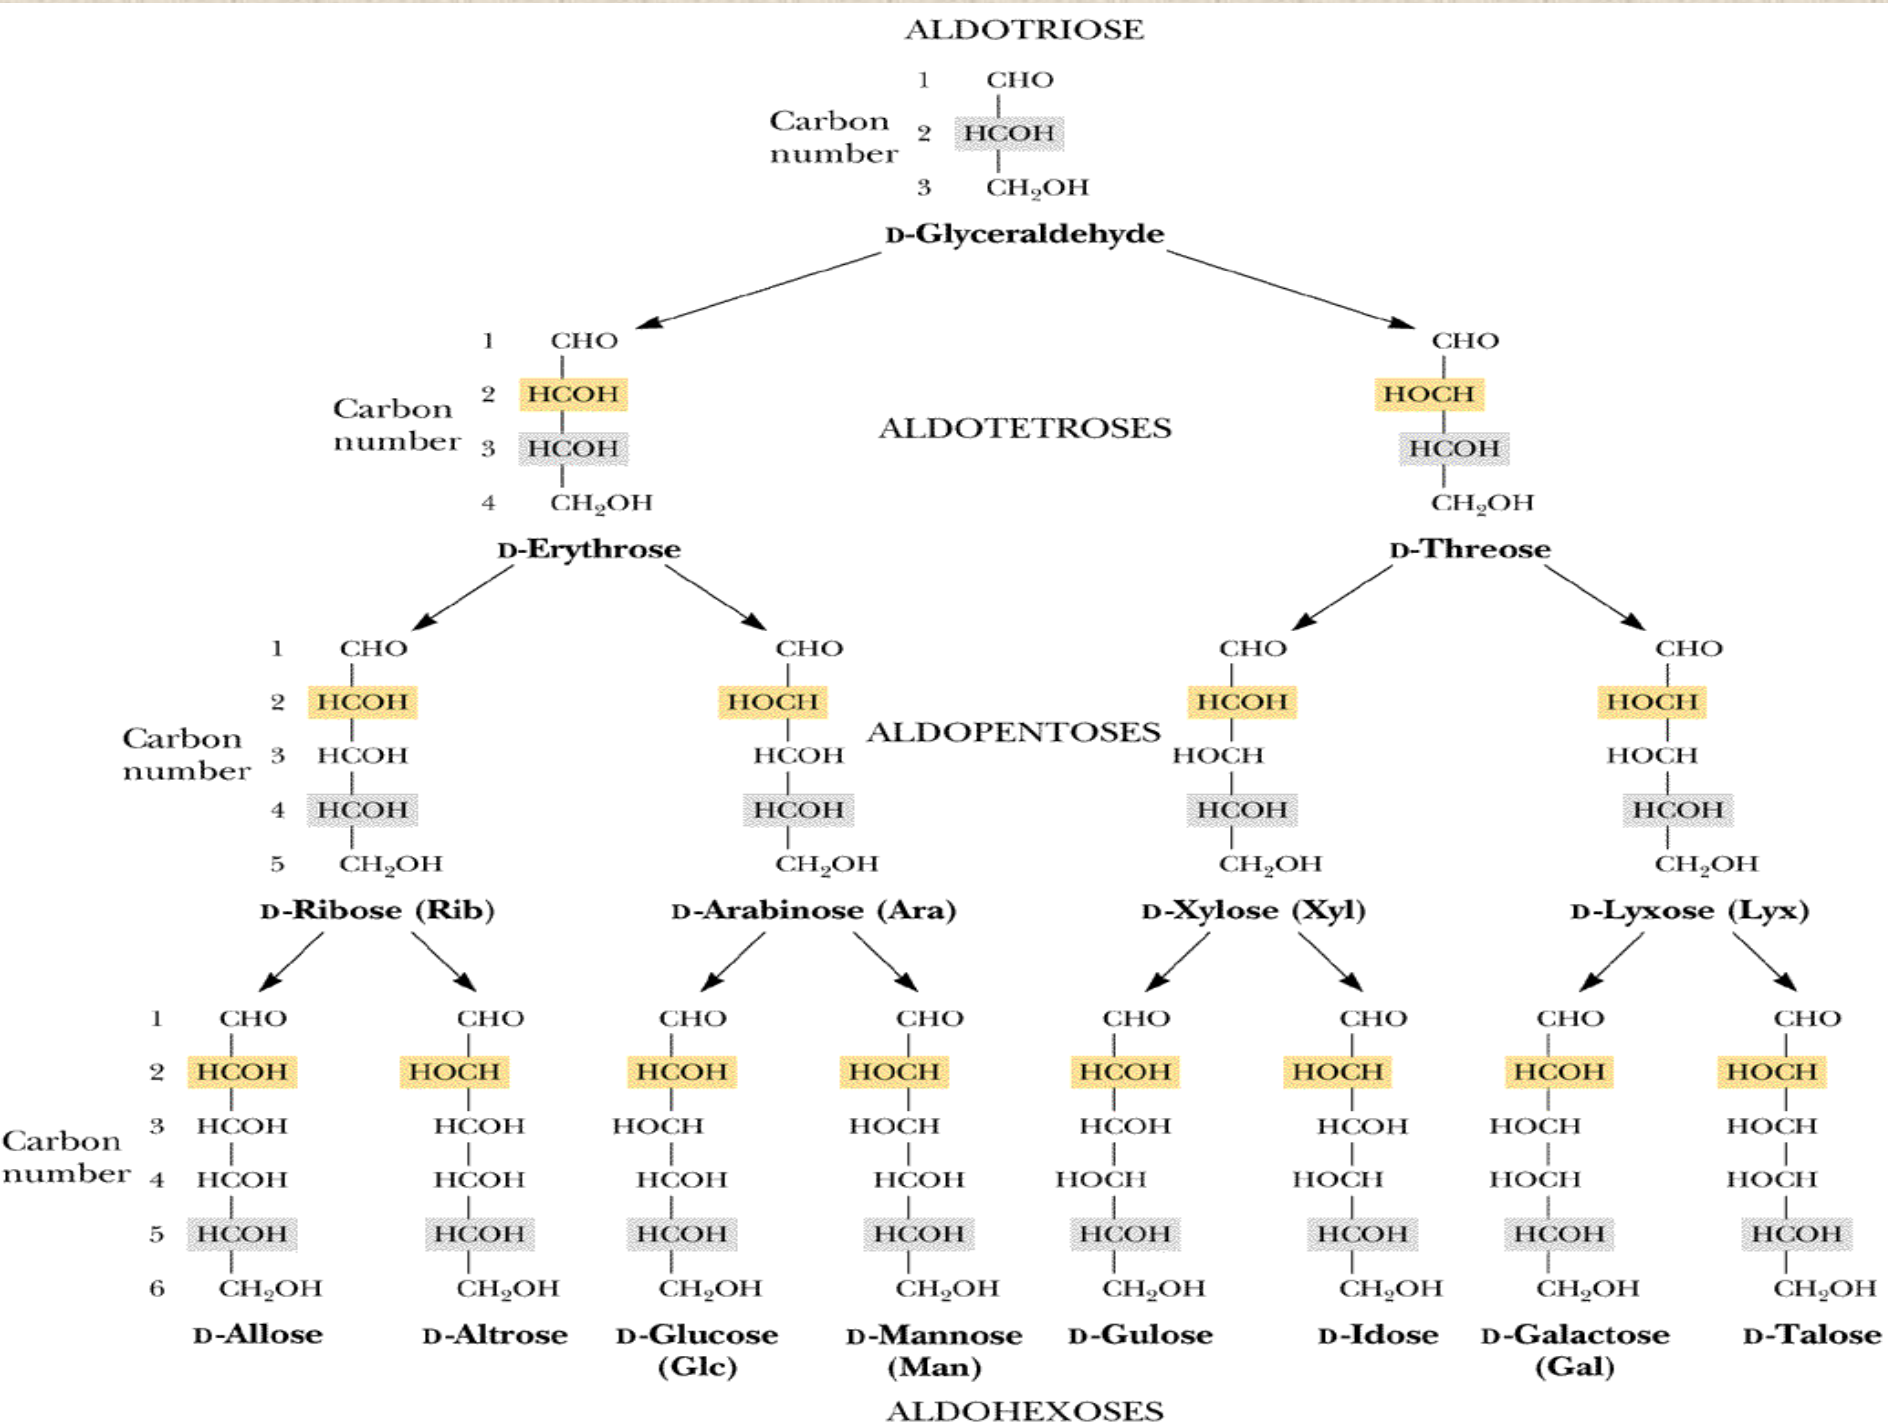 ALDOTRIOSE
1 CHO
Carbon number 2 HCOH
3 CH₂OH
D-Glyceraldehyde
1 CHO CHO
2 HCOH HOCH
Carbon number ALDOTETROSES
3 HCOH HCOH
4 CH₂OH CH₂OH
D-Erythrose D-Threose
1 CHO CHO CHO CHO
2 HCOH HOCH HCOH HOCH
ALDOPENTOSES
Carbon number 3 HCOH HCOH HOCH HOCH
4 HCOH HCOH HCOH HCOH
5 CH₂OH CH₂OH CH₂OH CH₂OH
D-Ribose (Rib) D-Arabinose (Ara) D-Xylose (Xyl) D-Lyxose (Lyx)
1 CHO CHO CHO CHO CHO CHO CHO CHO
2 HCOH HOCH HCOH HOCH HCOH HOCH HCOH HOCH
3 HCOH HCOH HOCH HOCH HCOH HCOH HOCH HOCH
Carbon number 4 HCOH HCOH HCOH HCOH HOCH HOCH HOCH HOCH
5 HCOH HCOH HCOH HCOH HCOH HCOH HCOH HCOH
6 CH₂OH CH₂OH CH₂OH CH₂OH CH₂OH CH₂OH CH₂OH CH₂OH
D-Allose D-Altrose D-Glucose (Glc) D-Mannose (Man) D-Gulose D-Idose D-Galactose (Gal) D-Talose
ALDOHEXOSES